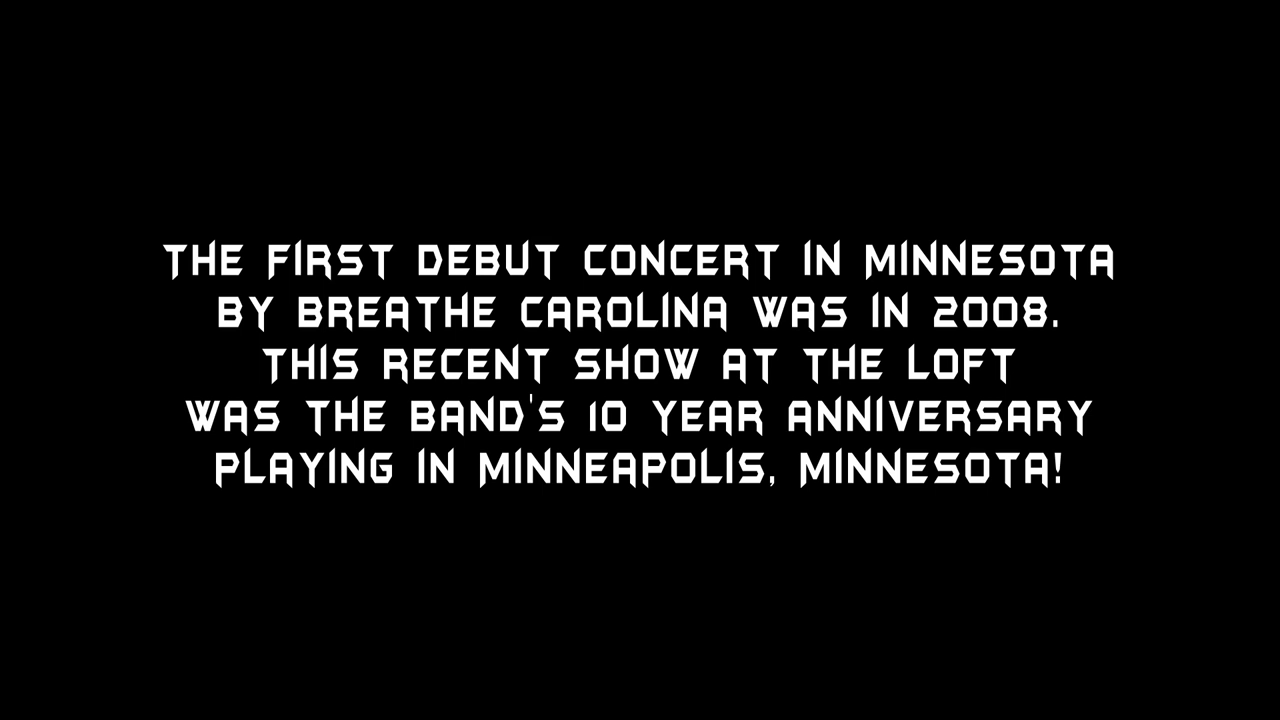 THE FIRST DEBUT CONCERT IN MINNESOTA
BY BREATHE CAROLINA WAS IN 2008.
THIS RECENT SHOW AT THE LOFT
WAS THE BAND'S 10 YEAR ANNIVERSARY
PLAYING IN MINNEAPOLIS, MINNESOTA!